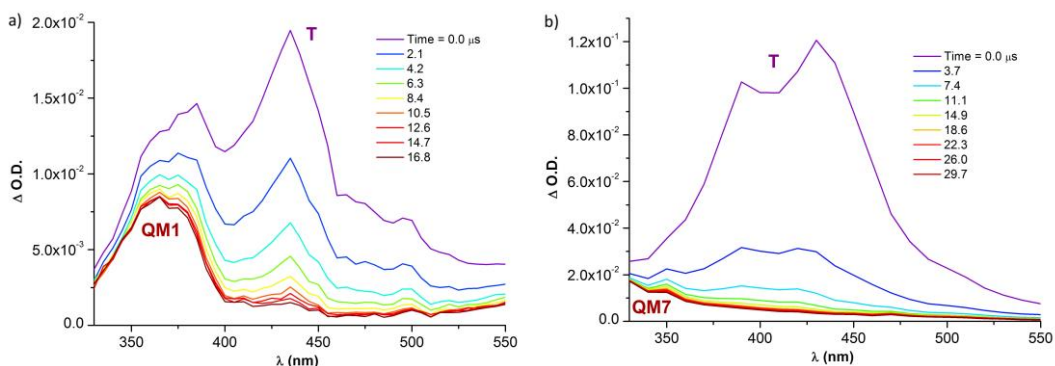 a)
2.0x10-2
1.5x10-2
1.0x10-2
5.0x10-3
0.0
Δ O.D.
T
QM1
Time = 0.0 μs
2.1
4.2
6.3
8.4
10.5
12.6
14.7
16.8
350 400 450 500 550
λ (nm)
b)
1.2x10-1
1.0x10-1
8.0x10-2
6.0x10-2
4.0x10-2
2.0x10-2
0.0
Δ O.D.
T
QM7
Time = 0.0 μs
3.7
7.4
11.1
14.9
18.6
22.3
26.0
29.7
350 400 450 500 550
λ (nm)